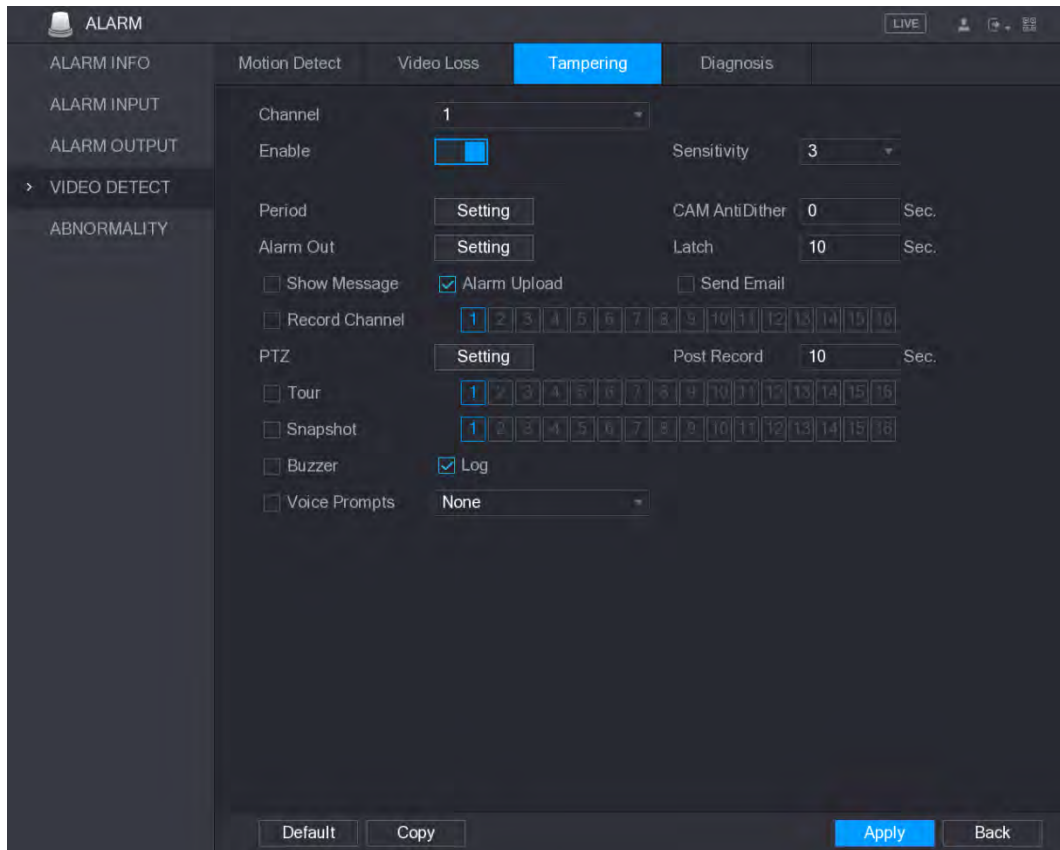 ALARM LIVE
ALARM INFO
ALARM INPUT
ALARM OUTPUT
> VIDEO DETECT
ABNORMALITY
Motion Detect Video Loss Tampering Diagnosis
Channel 1
Enable Sensitivity 3
Period Setting CAM AntiDither 0 Sec.
Alarm Out Setting Latch 10 Sec.
Show Message Alarm Upload Send Email
Record Channel 1 2 3 4 5 6 7 8 9 10 11 12 13 14 15 16
PTZ Setting Post Record 10 Sec.
Tour 1 2 3 4 5 6 7 8 9 10 11 12 13 14 15 16
Snapshot 1 2 3 4 5 6 7 8 9 10 11 12 13 14 15 16
Buzzer Log
Voice Prompts None
Default Copy Apply Back